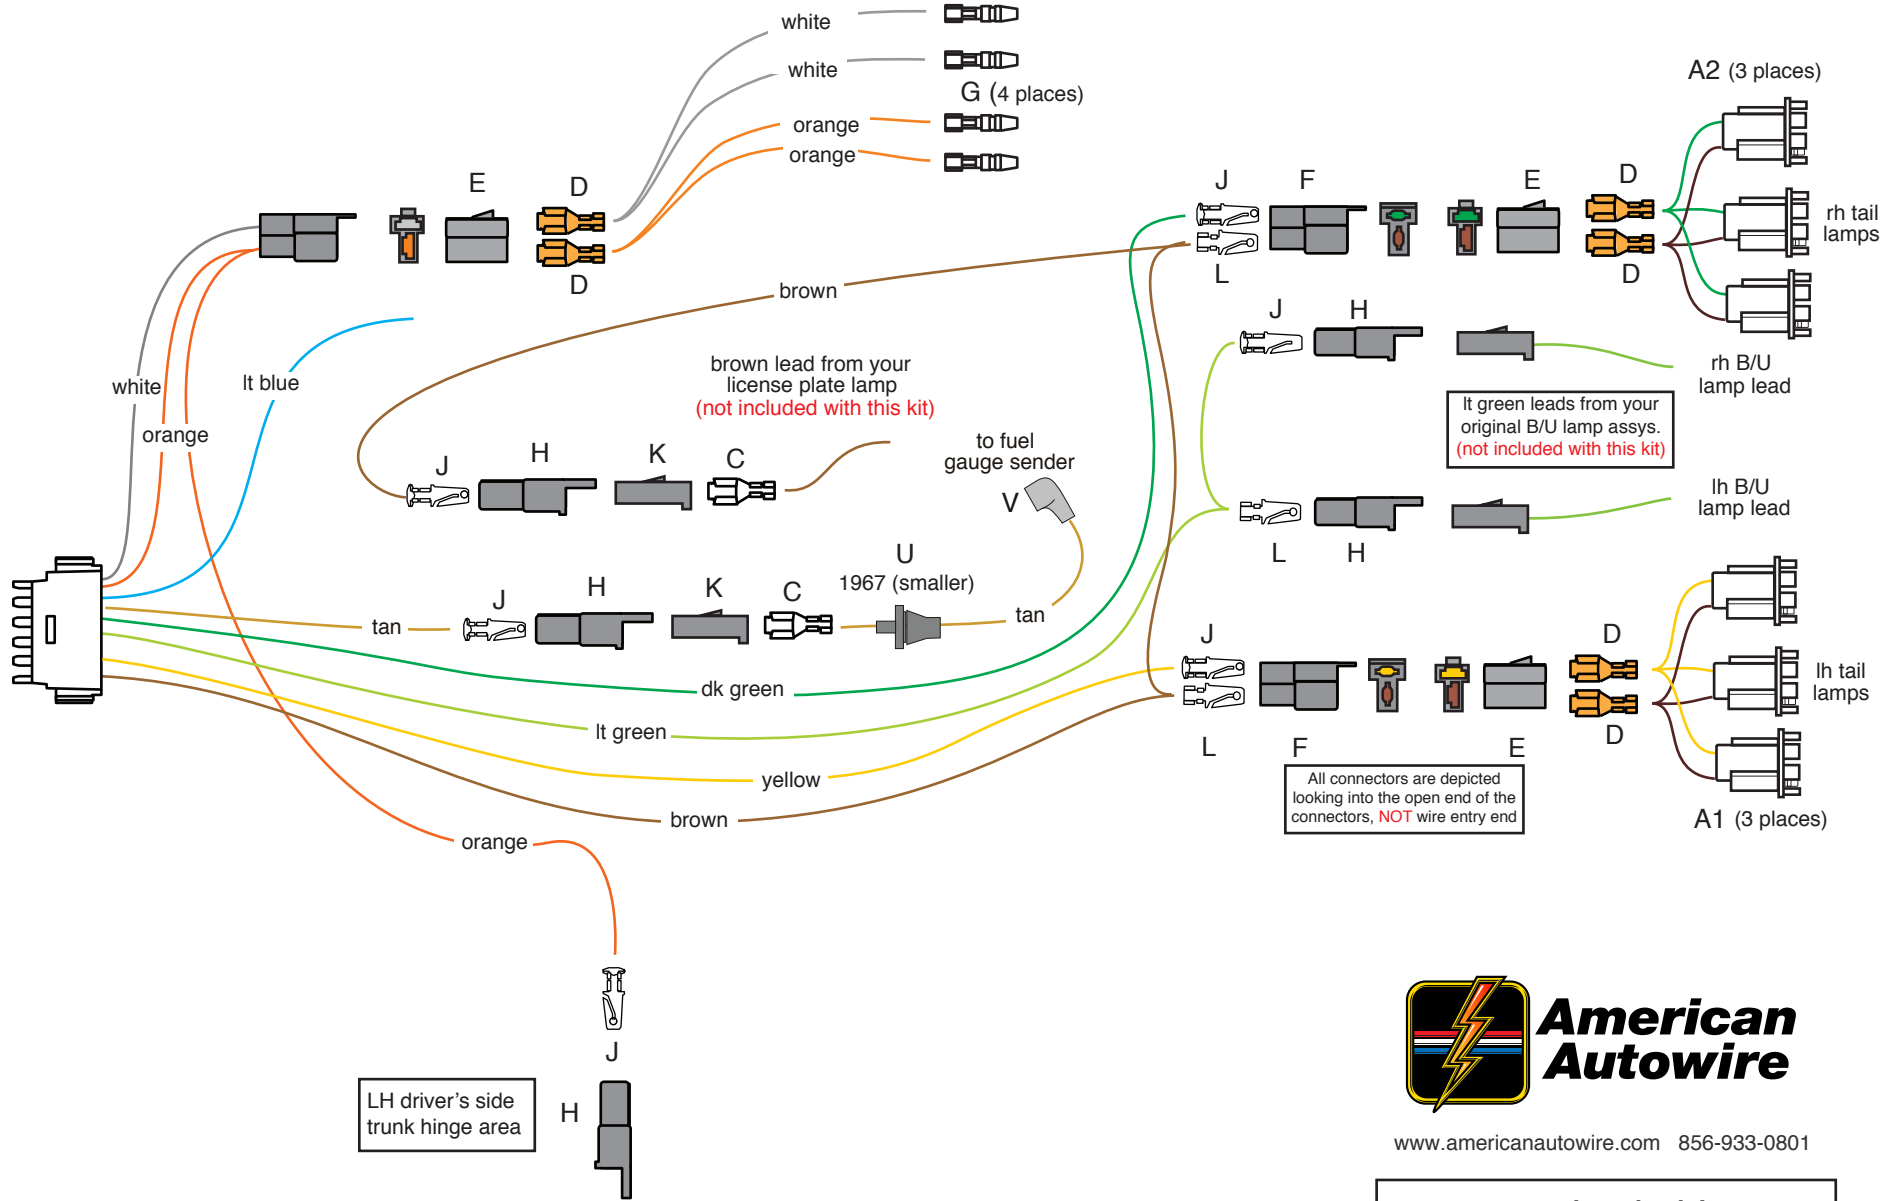 white
white
G (4 places)
orange
orange
A2 (3 places)
E
D
D
J
F
E
D
L
D
rh tail
lamps
brown
J
H
white
lt blue
orange
brown lead from your
license plate lamp
(not included with this kit)
rh B/U
lamp lead
lt green leads from your
original B/U lamp assys.
(not included with this kit)
J
H
K
C
to fuel
gauge sender
V
lh B/U
lamp lead
L
H
U
1967 (smaller)
J
H
K
C
tan
tan
J
D
dk green
lh tail
lamps
lt green
L
F
E
D
yellow
All connectors are depicted
looking into the open end of the
connectors, NOT wire entry end
brown
A1 (3 places)
orange
J
LH driver's side
trunk hinge area
H
American
Autowire
www.americanautowire.com 856-933-0801